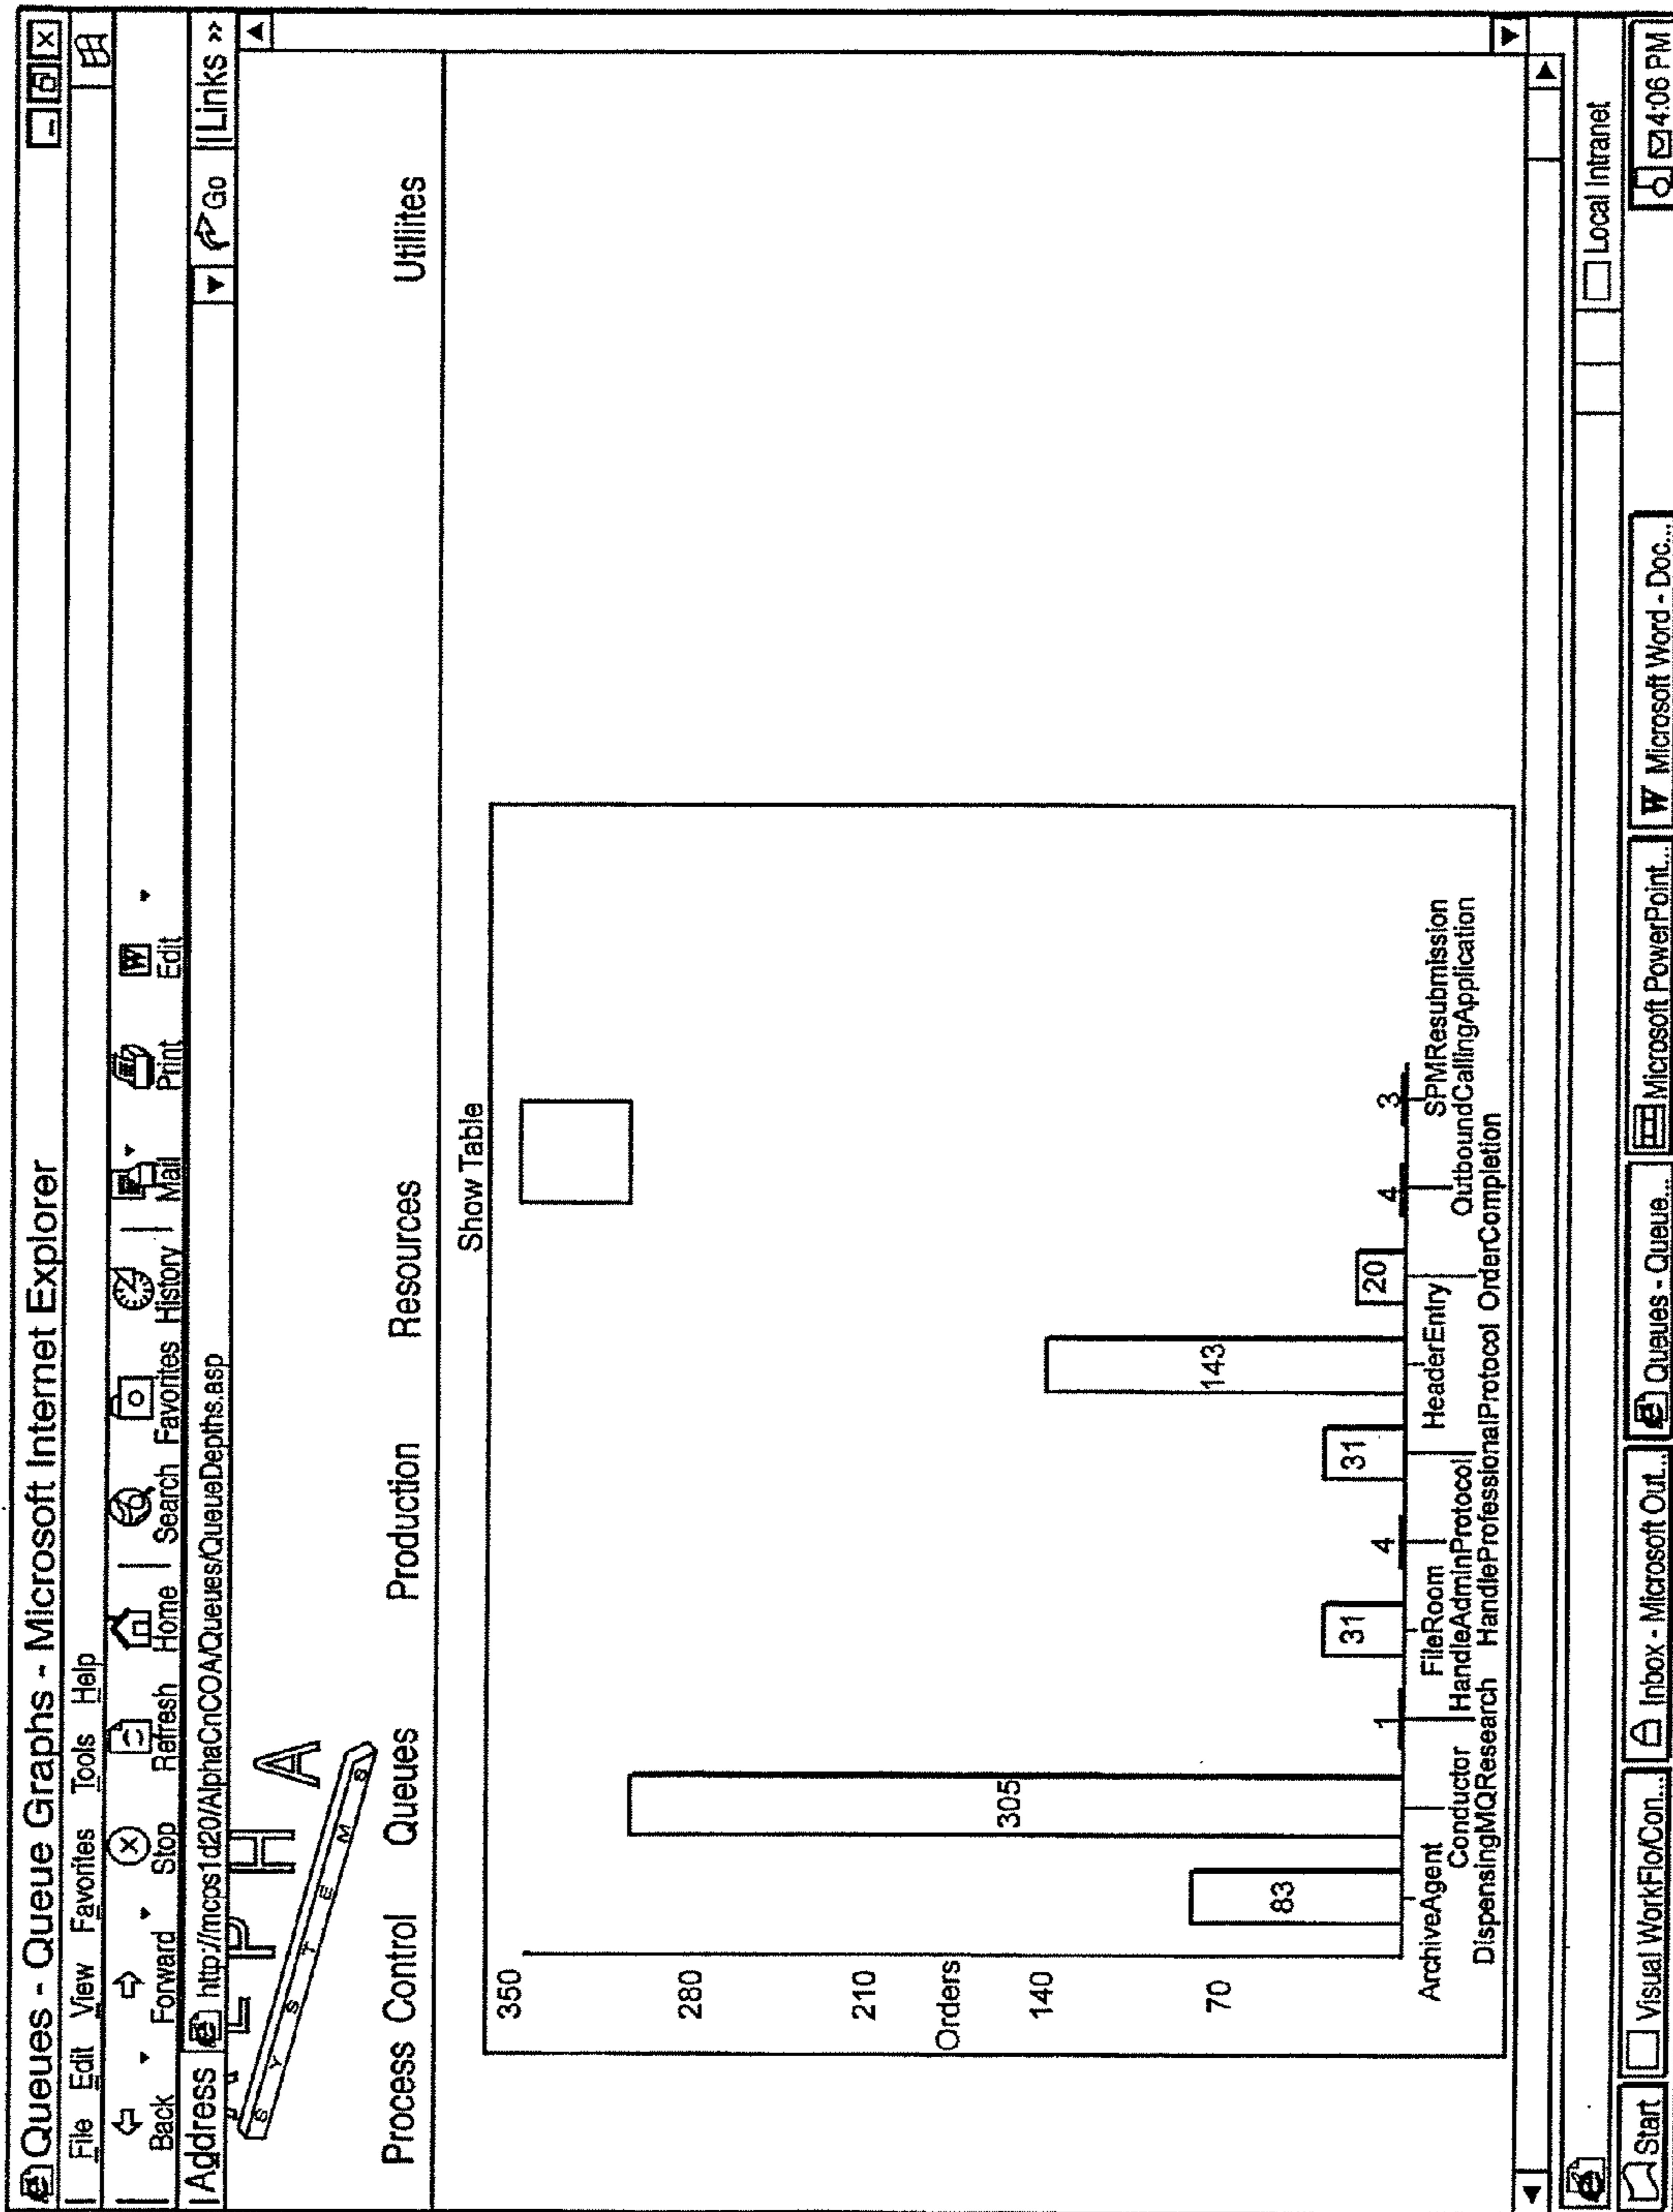 Queues - Queue Graphs - Microsoft Internet Explorer
File Edit View Favorites Tools Help
Back Forward Stop Refresh Home Search Favorites History Mail Print Edit
Address http://mcps1d20/AlphaCnCOA/Queues/QueueDepths.asp Go Links »
A L P H A
S Y S T E M S
Process Control Queues Production Resources Utillites
Show Table
350
280
210
Orders
140
70
83
305
1
31
4
31
143
20
4
3
ArchiveAgent FileRoom HeaderEntry SPMResubmission
Conductor HandleAdminProtocol OutboundCallingApplication
DispensingMQResearch HandleProfessionalProtocol OrderCompletion
Local Intranet
Start Visual WorkFlo/Con... Inbox - Microsoft Out... Queues - Queue... Microsoft PowerPoint... W Microsoft Word - Doc... 4:06 PM